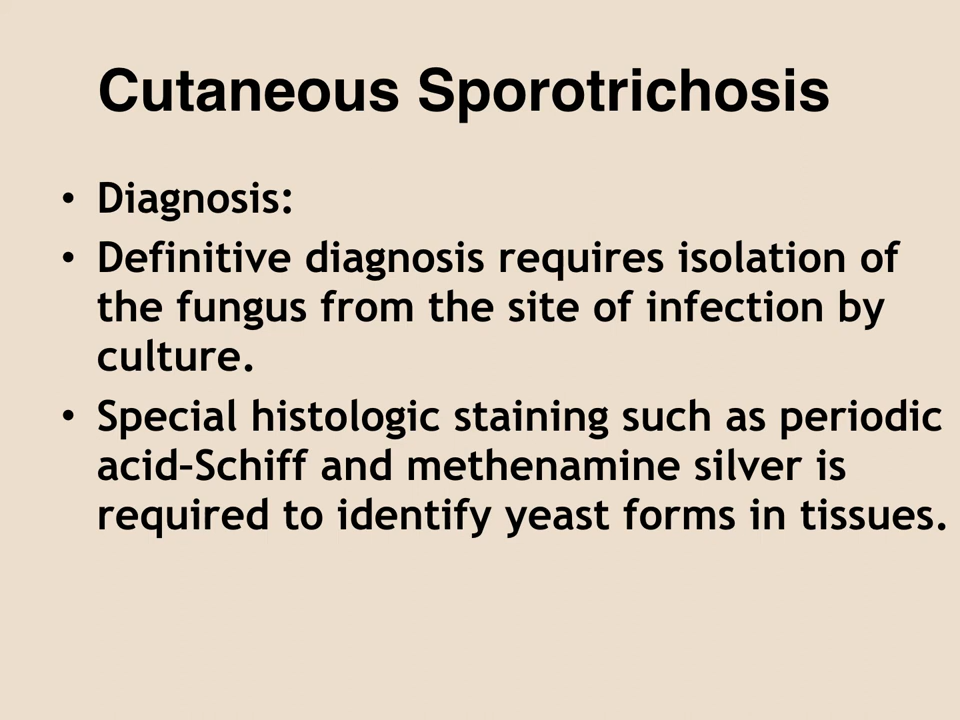 Cutaneous Sporotrichosis
• Diagnosis:
• Definitive diagnosis requires isolation of
the fungus from the site of infection by
culture.
• Special histologic staining such as periodic
acid–Schiff and methenamine silver is
required to identify yeast forms in tissues.